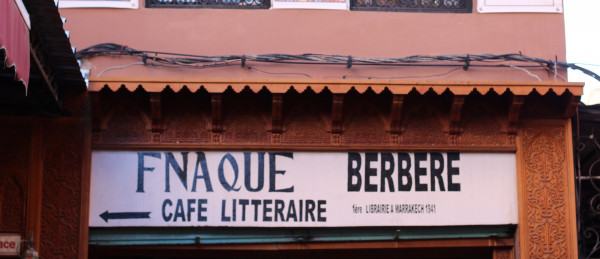 FNAQUE BERBERE
CAFE LITTERAIRE 1ère LIBRAIRIE A MARRAKECH 1941